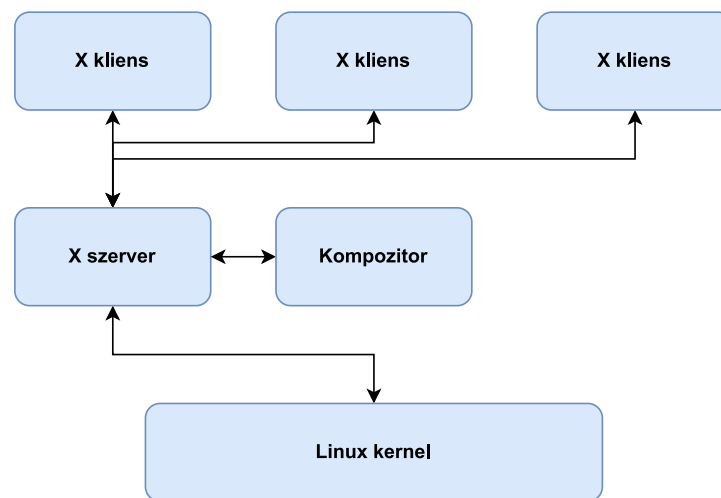 X kliens
X kliens
X kliens
X szerver
Kompozitor
Linux kernel